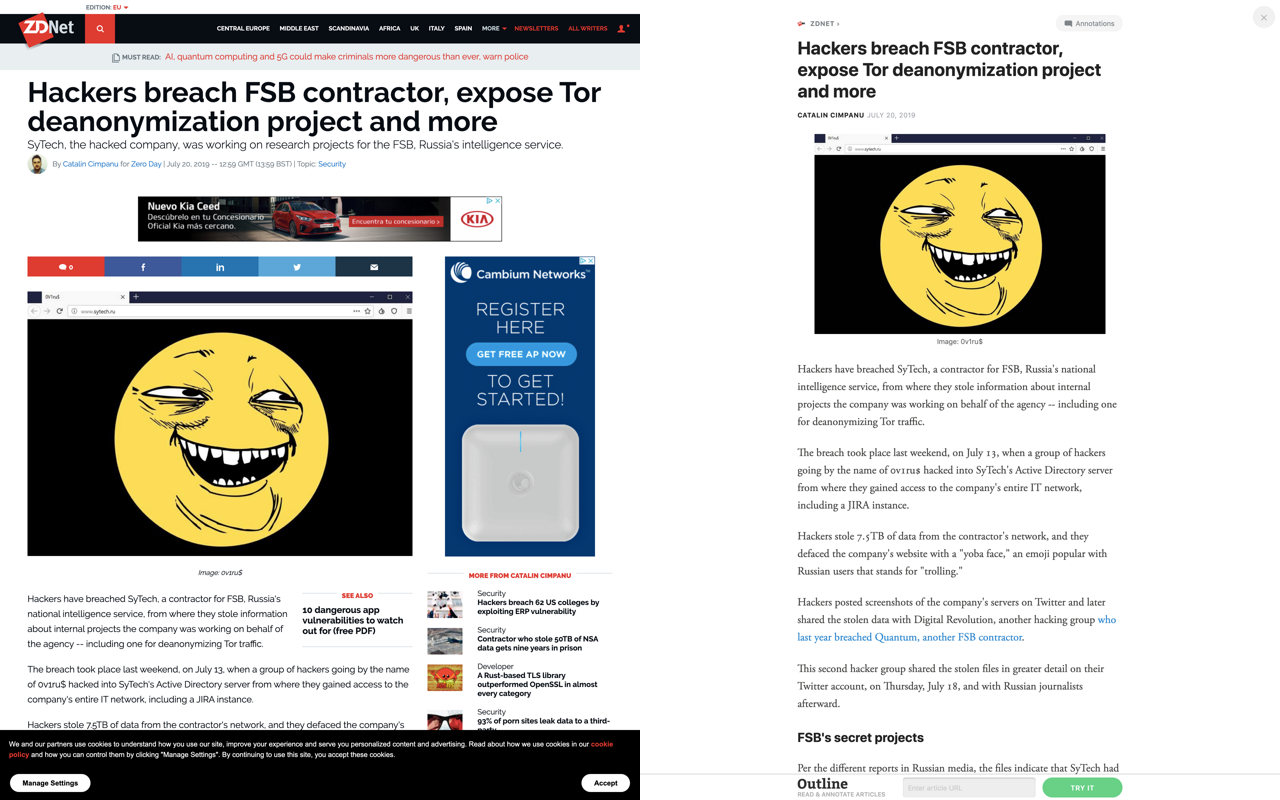 EDITION: EU
ZDNet
CENTRAL EUROPE MIDDLE EAST SCANDINAVIA AFRICA UK ITALY SPAIN MORE NEWSLETTERS ALL WRITERS
MUST READ: AI, quantum computing and 5G could make criminals more dangerous than ever, warn police
Hackers breach FSB contractor, expose Tor
deanonymization project and more
SyTech, the hacked company, was working on research projects for the FSB, Russia's intelligence service.
By Catalin Cimpanu for Zero Day | July 20, 2019 -- 12:59 GMT (13:59 BST) | Topic: Security
Nuevo Kia Ceed
Descúbrelo en tu Concesionario
Oficial Kia más cercano.
Encuentra tu concesionario >
KIA
0
f
in
0V1ru$
www.sytech.ru
Image: 0v1ru$
Cambium Networks™
REGISTER
HERE
GET FREE AP NOW
TO GET
STARTED!
Hackers have breached SyTech, a contractor for FSB, Russia's
national intelligence service, from where they stole information
about internal projects the company was working on behalf of
the agency -- including one for deanonymizing Tor traffic.
SEE ALSO
10 dangerous app
vulnerabilities to watch
out for (free PDF)
The breach took place last weekend, on July 13, when a group of hackers going by the name
of 0v1ru$ hacked into SyTech's Active Directory server from where they gained access to the
company's entire IT network, including a JIRA instance.
Hackers stole 7.5TB of data from the contractor's network, and they defaced the company's
MORE FROM CATALIN CIMPANU
Security
Hackers breach 62 US colleges by
exploiting ERP vulnerability
Security
Contractor who stole 50TB of NSA
data gets nine years in prison
Developer
A Rust-based TLS library
outperformed OpenSSL in almost
every category
Security
93% of porn sites leak data to a third-
party
We and our partners use cookies to understand how you use our site, improve your experience and serve you personalized content and advertising. Read about how we use cookies in our cookie
policy and how you can control them by clicking "Manage Settings". By continuing to use this site, you accept these cookies.
Manage Settings
Accept
ZDNET ›
Annotations
Hackers breach FSB contractor,
expose Tor deanonymization project
and more
CATALIN CIMPANU JULY 20, 2019
0V1ru$
www.sytech.ru
Image: 0v1ru$
Hackers have breached SyTech, a contractor for FSB, Russia's national
intelligence service, from where they stole information about internal
projects the company was working on behalf of the agency -- including one
for deanonymizing Tor traffic.
The breach took place last weekend, on July 13, when a group of hackers
going by the name of 0v1ru$ hacked into SyTech's Active Directory server
from where they gained access to the company's entire IT network,
including a JIRA instance.
Hackers stole 7.5TB of data from the contractor's network, and they
defaced the company's website with a "yoba face," an emoji popular with
Russian users that stands for "trolling."
Hackers posted screenshots of the company's servers on Twitter and later
shared the stolen data with Digital Revolution, another hacking group who
last year breached Quantum, another FSB contractor.
This second hacker group shared the stolen files in greater detail on their
Twitter account, on Thursday, July 18, and with Russian journalists
afterward.
FSB's secret projects
Per the different reports in Russian media, the files indicate that SyTech had
Outline
READ & ANNOTATE ARTICLES
Enter article URL
TRY IT